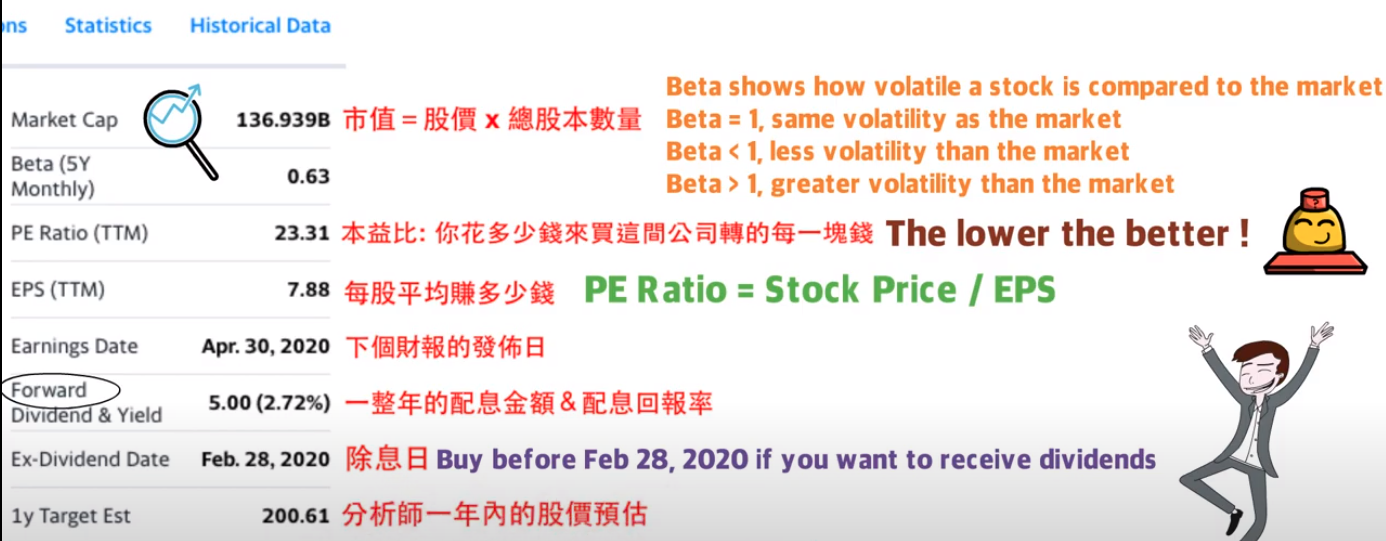 ons Statistics Historical Data
Market Cap 136.939B 市值 = 股價 x 總股本數量
Beta shows how volatile a stock is compared to the market
Beta = 1, same volatility as the market
Beta < 1, less volatility than the market
Beta > 1, greater volatility than the market
Beta (5Y
Monthly) 0.63
PE Ratio (TTM) 23.31 本益比: 你花多少錢來買這間公司轉的每一塊錢 The lower the better !
EPS (TTM) 7.88 每股平均賺多少錢 PE Ratio = Stock Price / EPS
Earnings Date Apr. 30, 2020 下個財報的發佈日
Forward
Dividend & Yield 5.00 (2.72%) 一整年的配息金額&配息回報率
Ex-Dividend Date Feb. 28, 2020 除息日 Buy before Feb 28, 2020 if you want to receive dividends
1y Target Est 200.61 分析師一年內的股價預估